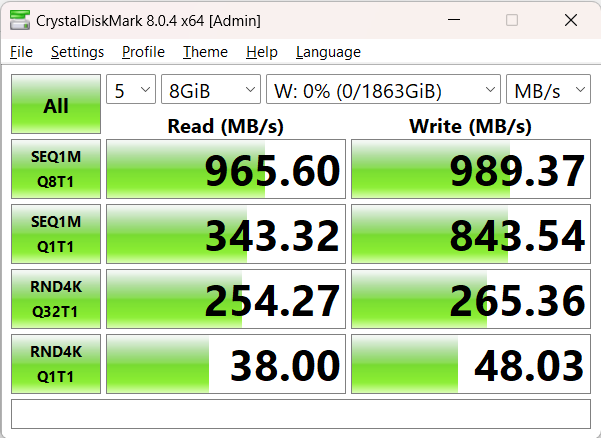 CrystalDiskMark 8.0.4 x64 [Admin]
File Settings Profile Theme Help Language
All 5 8GiB W: 0% (0/1863GiB) MB/s
Read (MB/s) Write (MB/s)
SEQ1M
Q8T1
965.60 989.37
SEQ1M
Q1T1
343.32 843.54
RND4K
Q32T1
254.27 265.36
RND4K
Q1T1
38.00 48.03